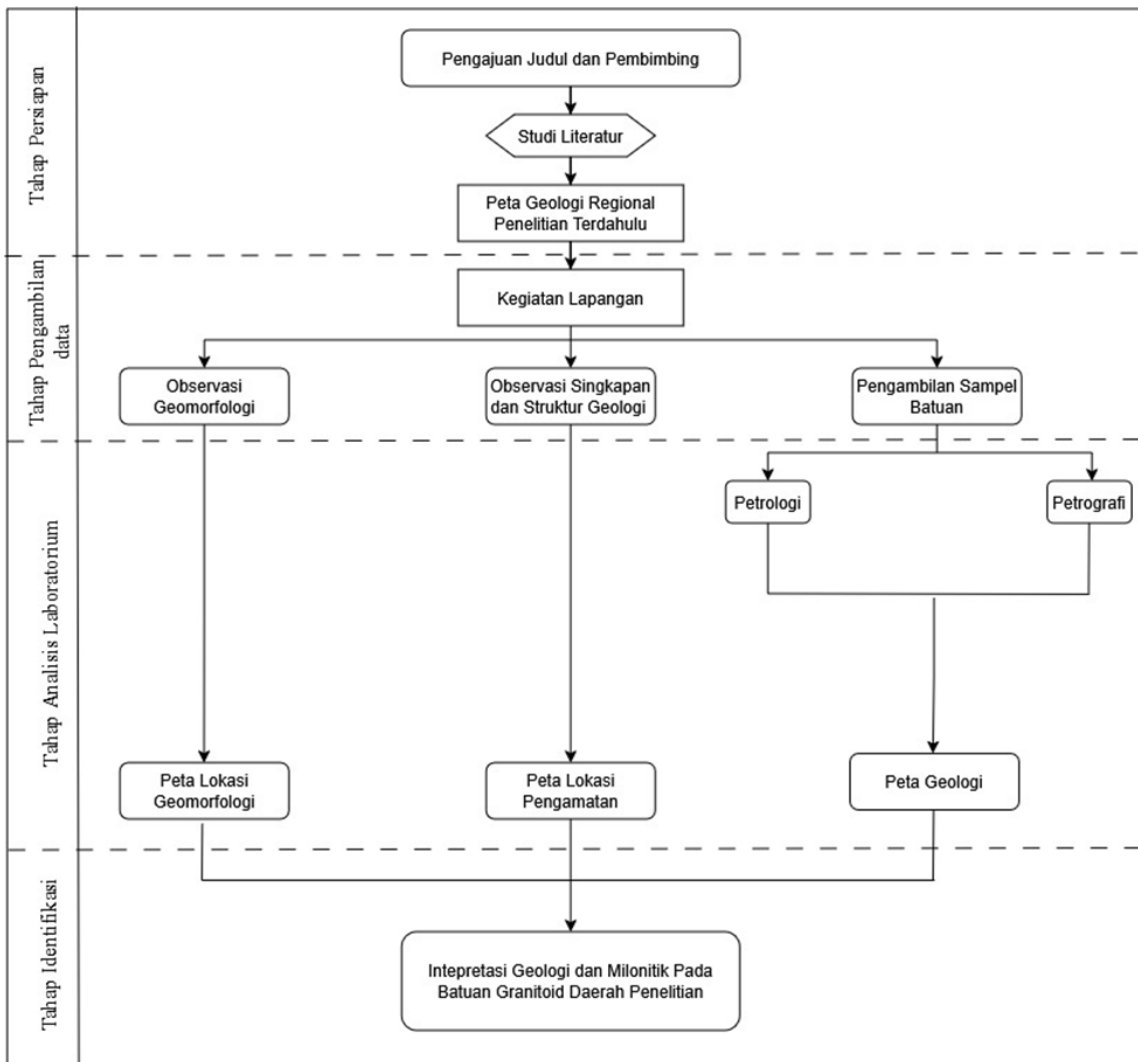 Tahap Persiapan
Pengajuan Judul dan Pembimbing
Studi Literatur
Peta Geologi Regional
Penelitian Terdahulu
Tahap Pengambilan
data
Kegiatan Lapangan
Observasi
Geomorfologi
Observasi Singkapan
dan Struktur Geologi
Pengambilan Sampel
Batuan
Tahap Analisis Laboratorium
Petrologi
Petrografi
Peta Lokasi
Geomorfologi
Peta Lokasi
Pengamatan
Peta Geologi
Tahap Identifikasi
Intepretasi Geologi dan Milonitik Pada
Batuan Granitoid Daerah Penelitian